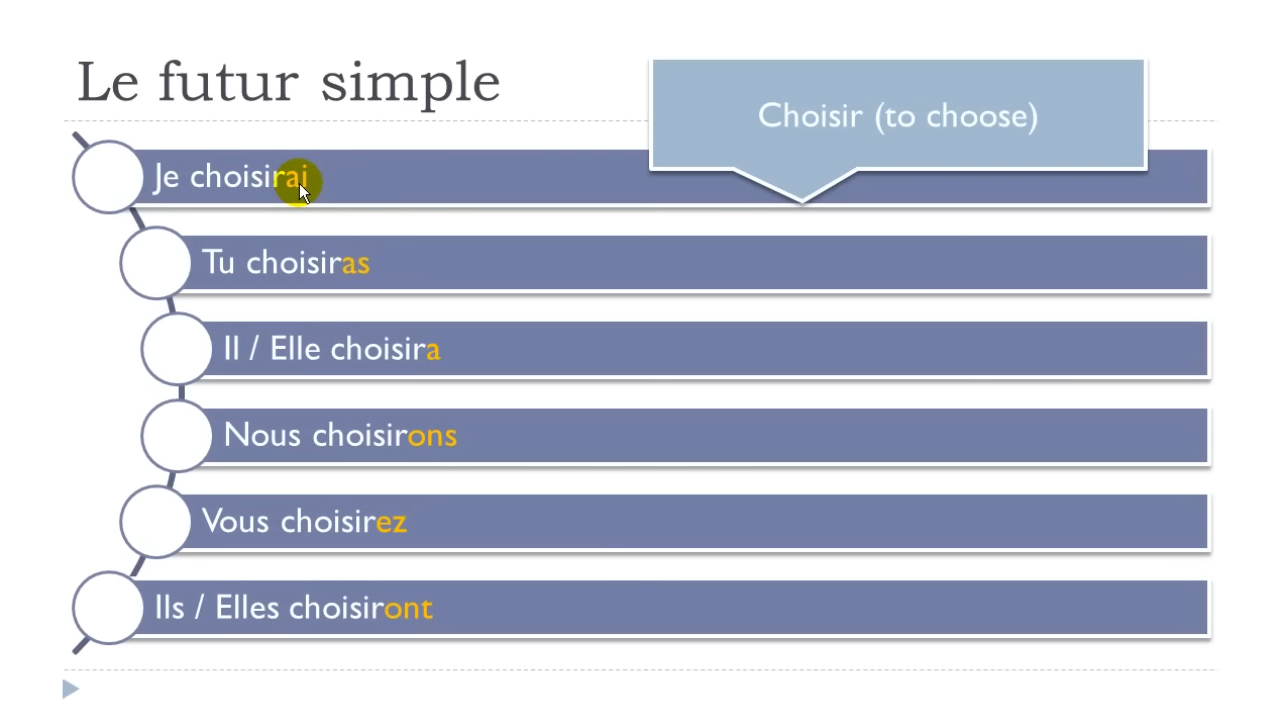 Le futur simple
Choisir (to choose)
Je choisirai
Tu choisiras
Il / Elle choisira
Nous choisirons
Vous choisirez
Ils / Elles choisiront